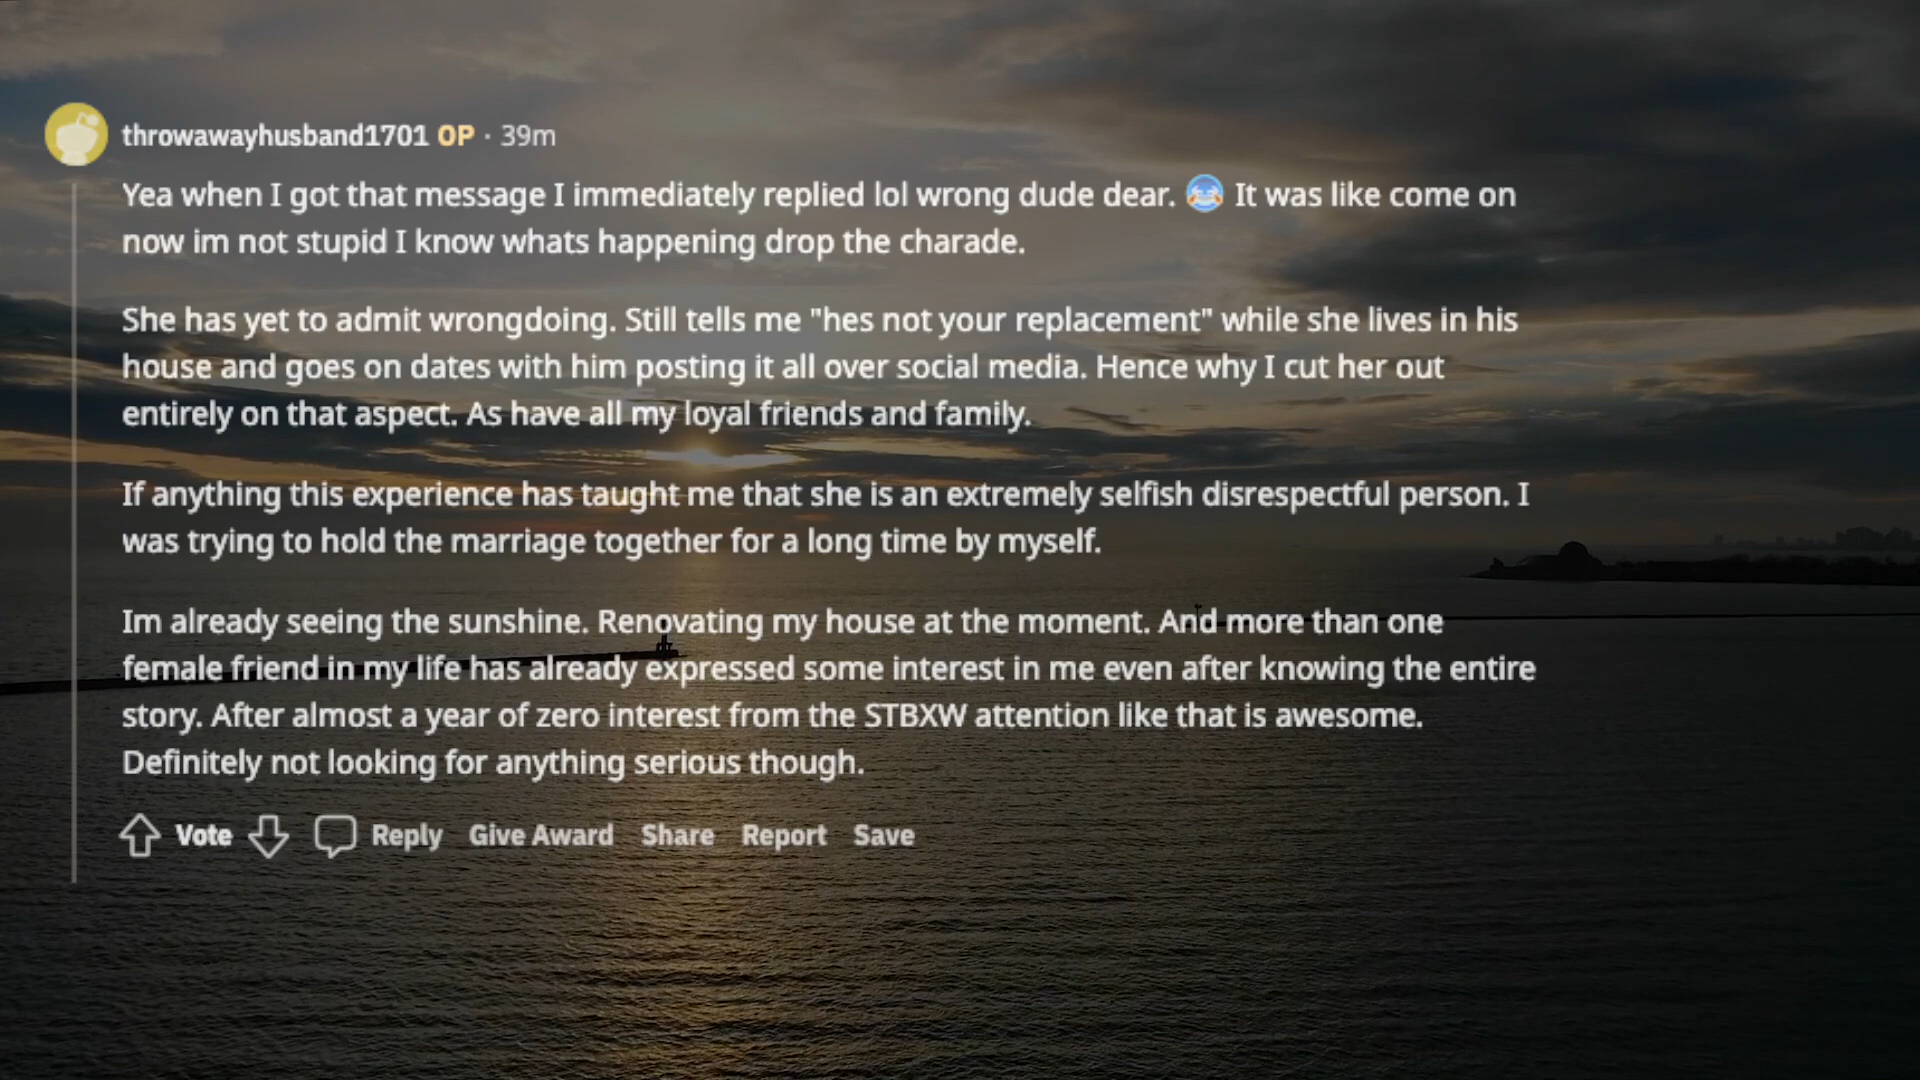 throwawayhusband1701 OP · 39m
Yea when I got that message I immediately replied lol wrong dude dear. 😂 It was like come on
now im not stupid I know whats happening drop the charade.
She has yet to admit wrongdoing. Still tells me "hes not your replacement" while she lives in his
house and goes on dates with him posting it all over social media. Hence why I cut her out
entirely on that aspect. As have all my loyal friends and family.
If anything this experience has taught me that she is an extremely selfish disrespectful person. I
was trying to hold the marriage together for a long time by myself.
Im already seeing the sunshine. Renovating my house at the moment. And more than one
female friend in my life has already expressed some interest in me even after knowing the entire
story. After almost a year of zero interest from the STBXW attention like that is awesome.
Definitely not looking for anything serious though.
Vote Reply Give Award Share Report Save